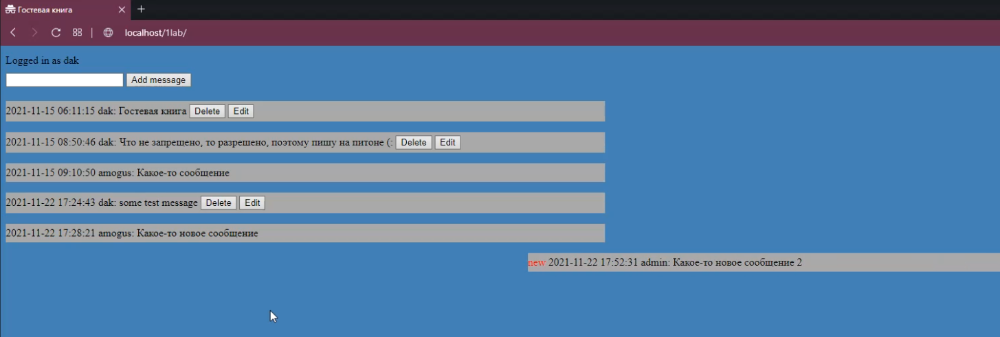 Гостевая книга
localhost/1lab/
Logged in as dak
Add message
2021-11-15 06:11:15 dak: Гостевая книга Delete Edit
2021-11-15 08:50:46 dak: Что не запрещено, то разрешено, поэтому пишу на питоне (: Delete Edit
2021-11-15 09:10:50 amogus: Какое-то сообщение
2021-11-22 17:24:43 dak: some test message Delete Edit
2021-11-22 17:28:21 amogus: Какое-то новое сообщение
new 2021-11-22 17:52:31 admin: Какое-то новое сообщение 2